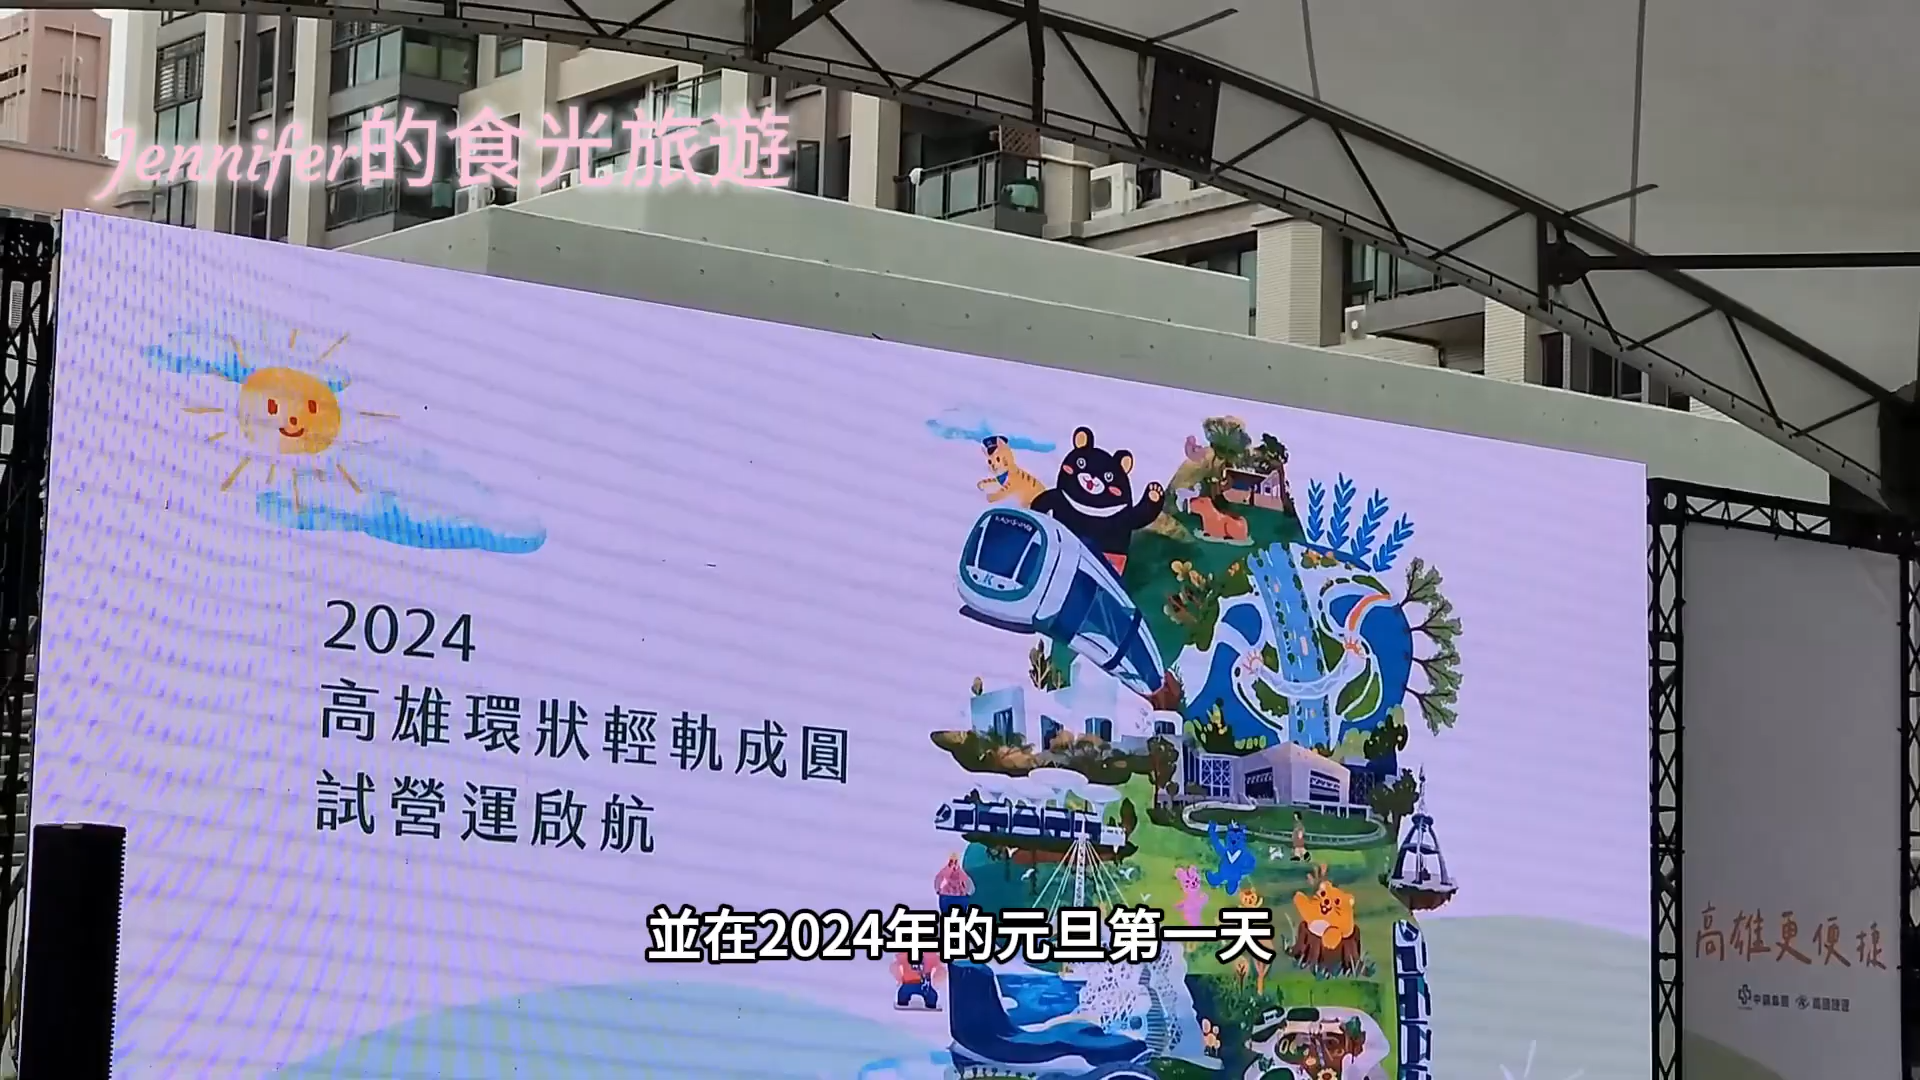 Jennifer的食光旅遊
2024
高雄環狀輕軌成圓
試營運啟航
並在2024年的元旦第一天
高雄更便捷